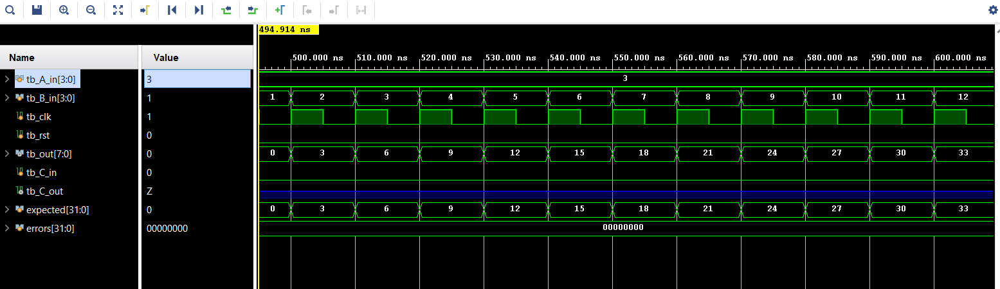 494.914 ns
Name Value
500.000 ns 510.000 ns 520.000 ns 530.000 ns 540.000 ns 550.000 ns 560.000 ns 570.000 ns 580.000 ns 590.000 ns 600.000 ns
tb_A_in[3:0] 3 3
tb_B_in[3:0] 1 1 2 3 4 5 6 7 8 9 10 11 12
tb_clk 1
tb_rst 0
tb_out[7:0] 0 0 3 6 9 12 15 18 21 24 27 30 33
tb_C_in 0
tb_C_out Z
expected[31:0] 0 0 3 6 9 12 15 18 21 24 27 30 33
errors[31:0] 00000000 00000000